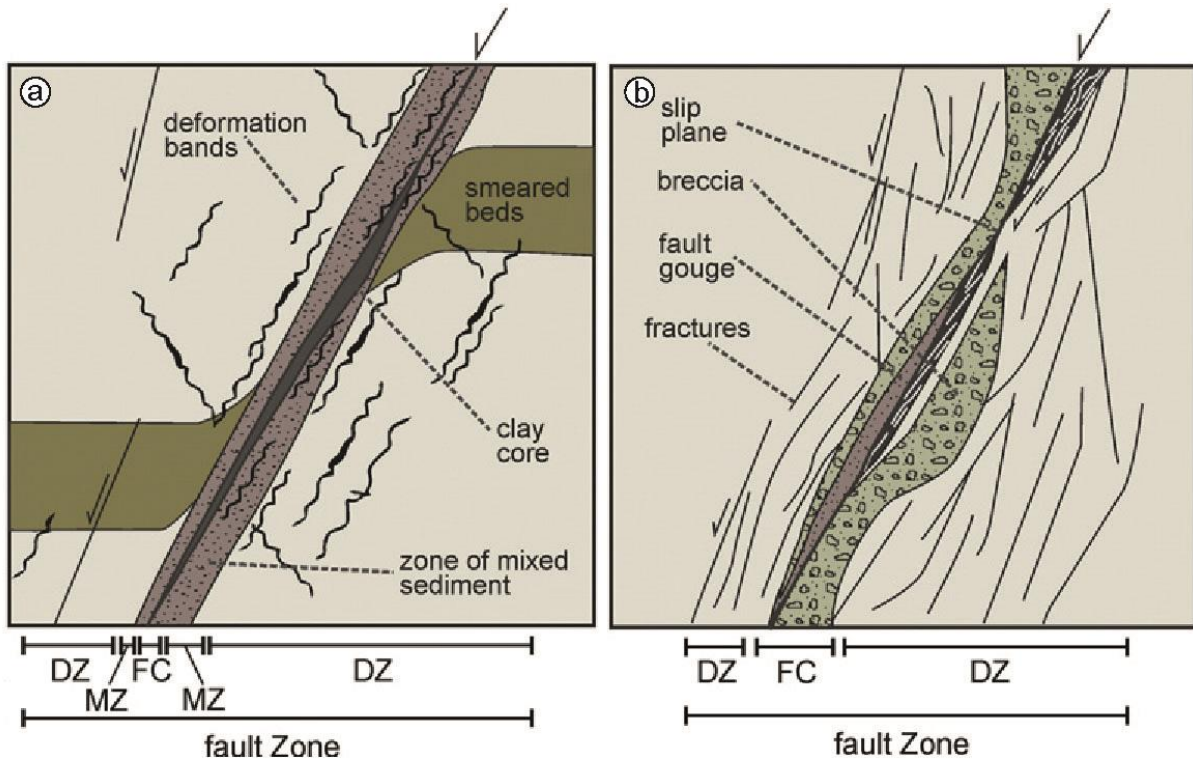 a
deformation
bands
smeared
beds
clay
core
zone of mixed
sediment
DZ
MZ
FC
MZ
DZ
fault Zone
b
slip
plane
breccia
fault
gouge
fractures
DZ
FC
DZ
fault Zone